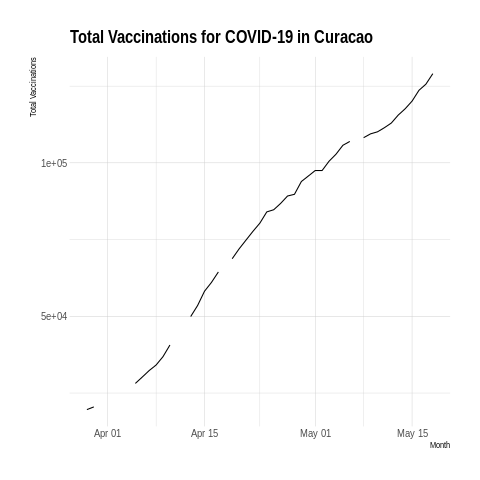 Total Vaccinations for COVID-19 in Curacao
Total Vaccinations
1e+05
5e+04
Apr 01
Apr 15
May 01
May 15
Month